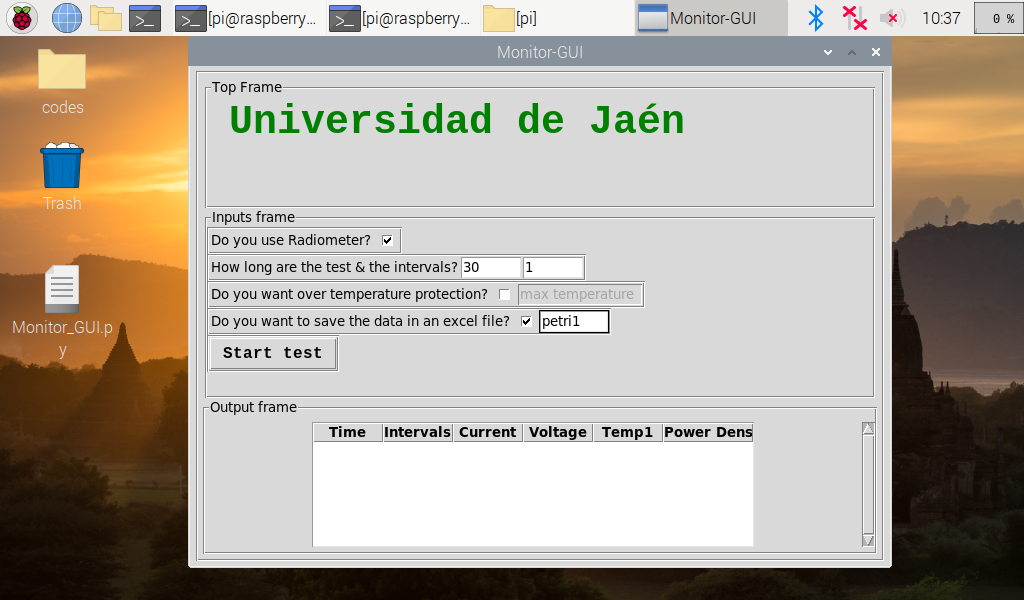 [pi@raspberry... [pi@raspberry... [pi] Monitor-GUI 10:37 0 %
Monitor-GUI
codes
Trash
Monitor_GUI.p
y
Top Frame
Universidad de Jaén
Inputs frame
Do you use Radiometer?
How long are the test & the intervals? 30 1
Do you want over temperature protection? max temperature
Do you want to save the data in an excel file? petri1
Start test
Output frame
Time Intervals Current Voltage Temp1 Power Dens